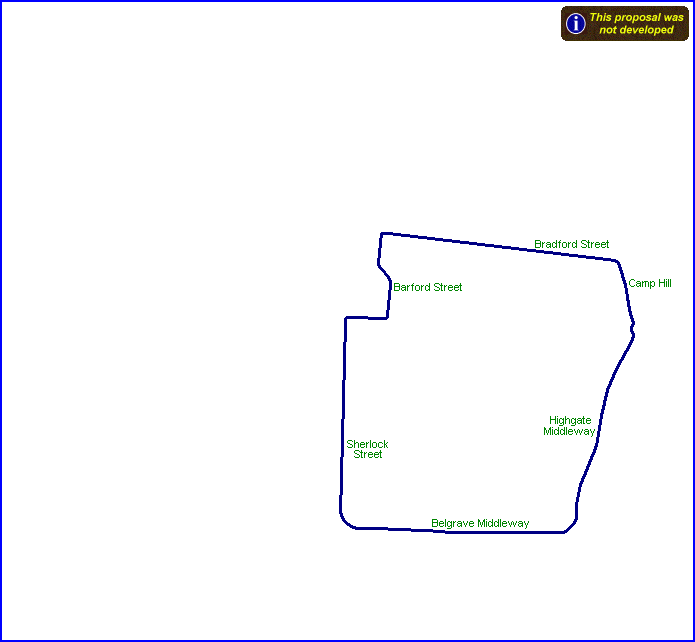 This proposal was
not developed
Bradford Street
Camp Hill
Barford Street
Highgate
Middleway
Sherlock
Street
Belgrave Middleway